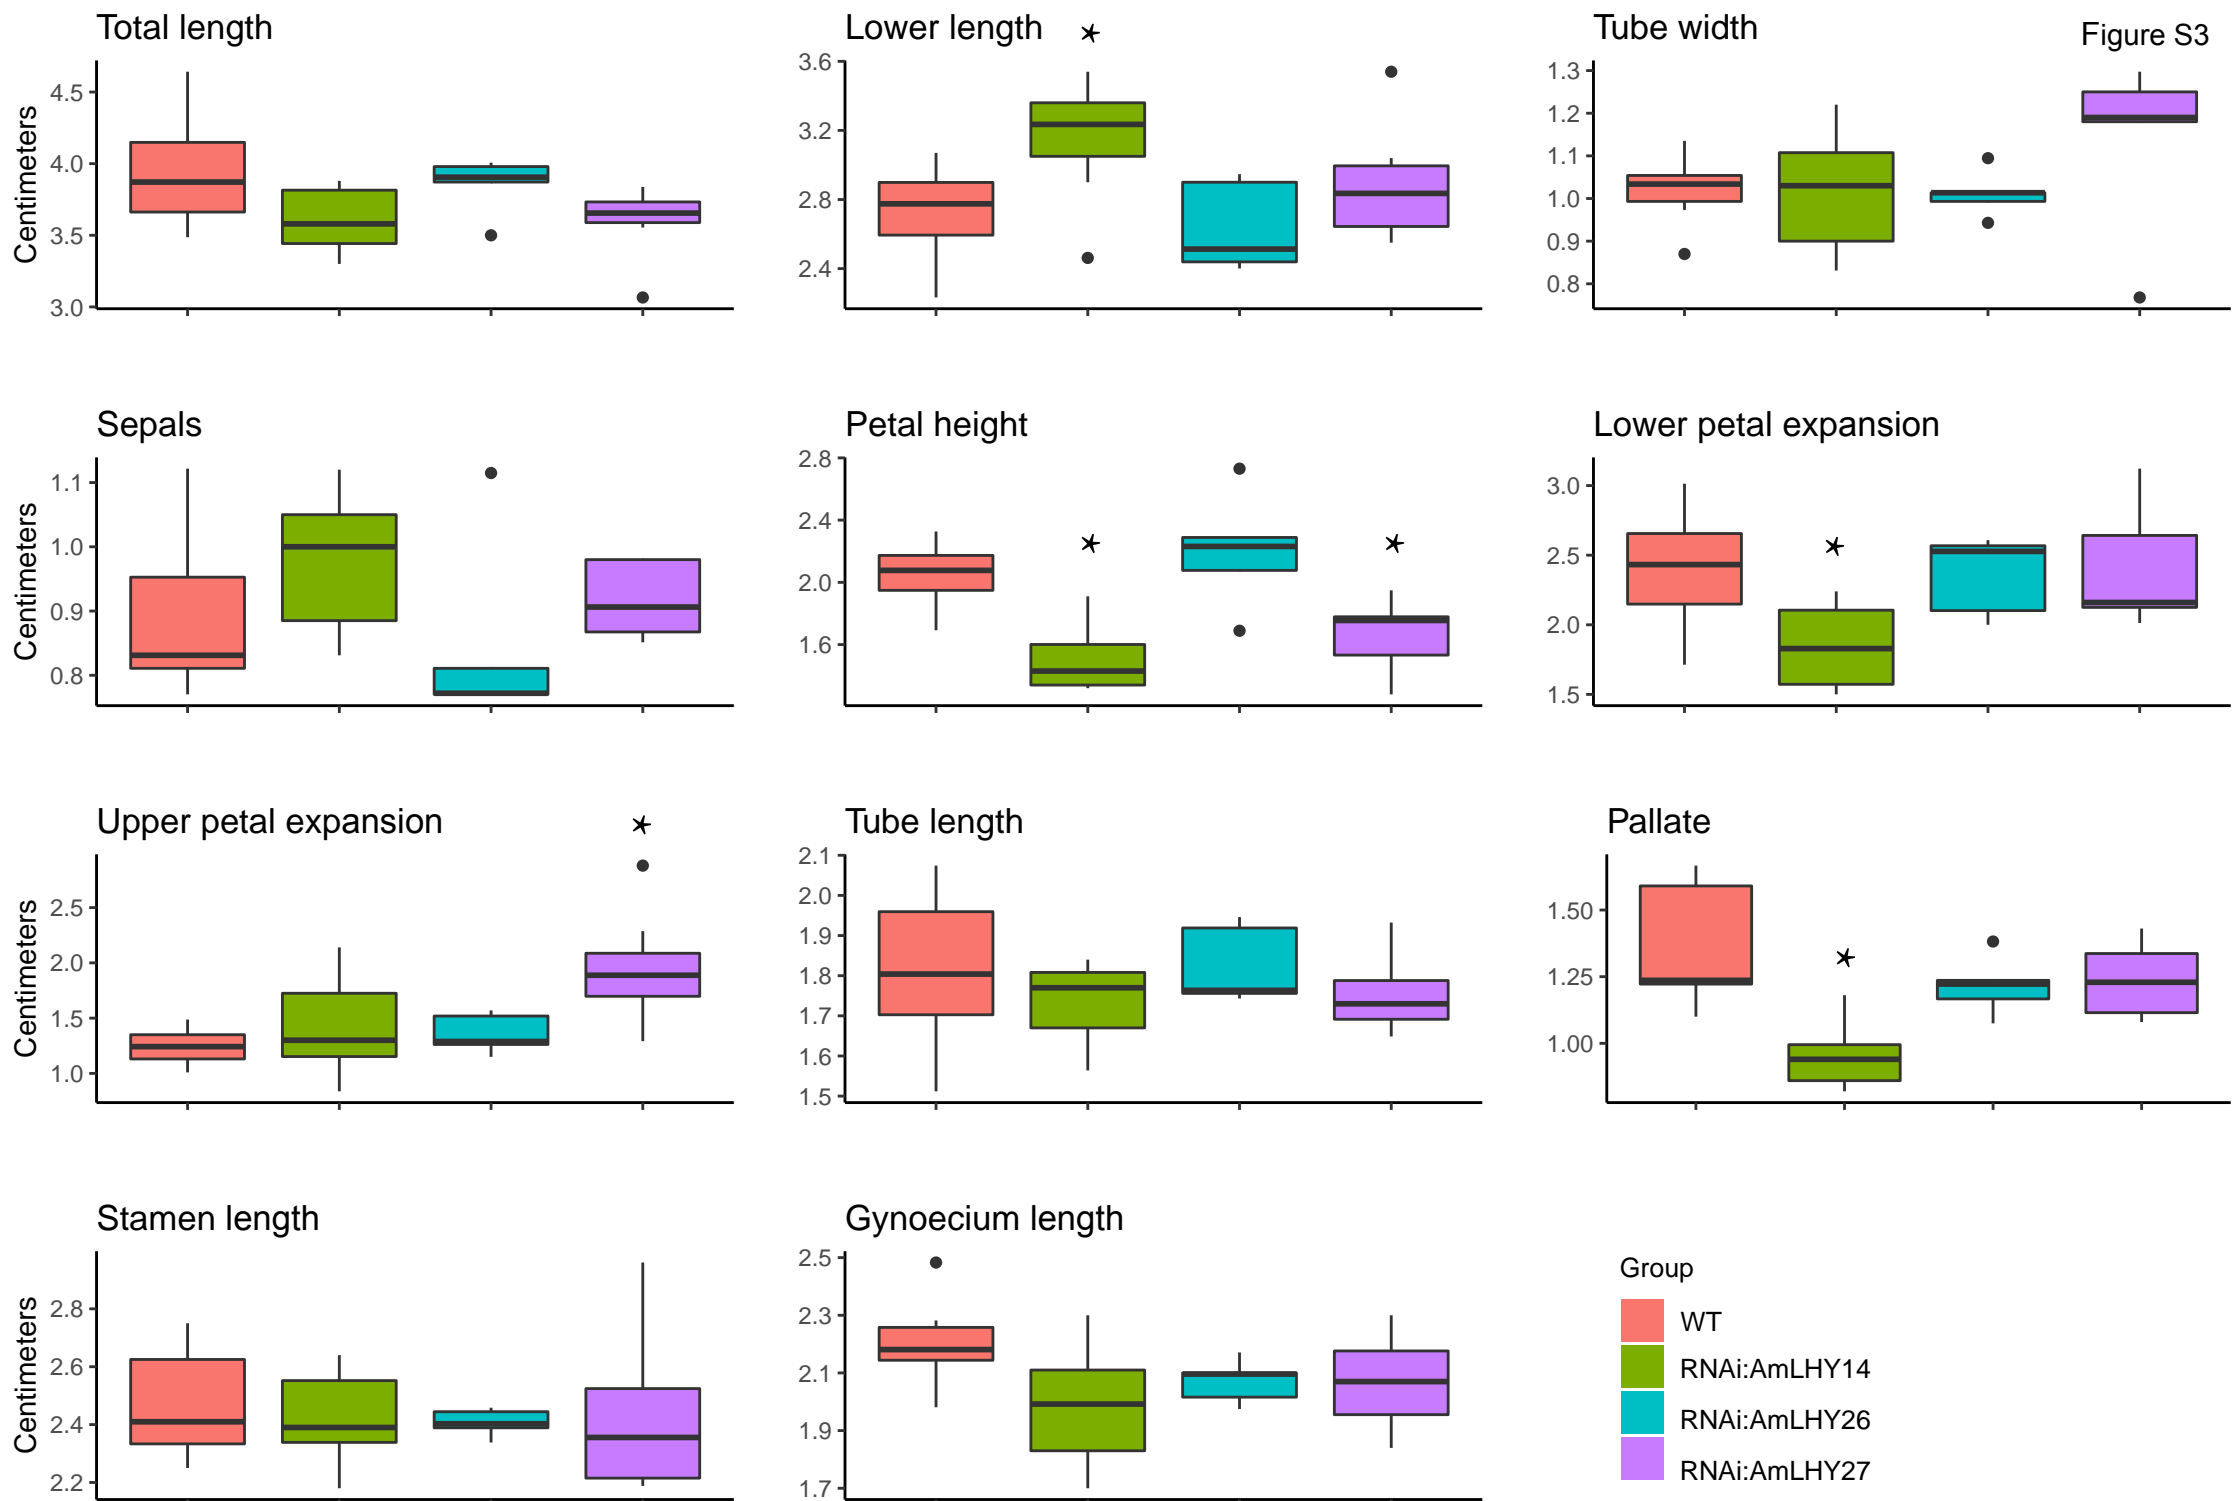 Total length
Lower length
Tube width
Figure S3
Centimeters
4.5
4.0
3.5
3.0
3.6
3.2
2.8
2.4
1.3
1.2
1.1
1.0
0.9
0.8
Sepals
Petal height
Lower petal expansion
Centimeters
1.1
1.0
0.9
0.8
2.8
2.4
2.0
1.6
3.0
2.5
2.0
1.5
Upper petal expansion
Tube length
Pallate
Centimeters
2.5
2.0
1.5
1.0
2.1
2.0
1.9
1.8
1.7
1.6
1.5
1.50
1.25
1.00
Stamen length
Gynoecium length
Centimeters
2.8
2.6
2.4
2.2
2.5
2.3
2.1
1.9
1.7
Group
WT
RNAi:AmLHY14
RNAi:AmLHY26
RNAi:AmLHY27